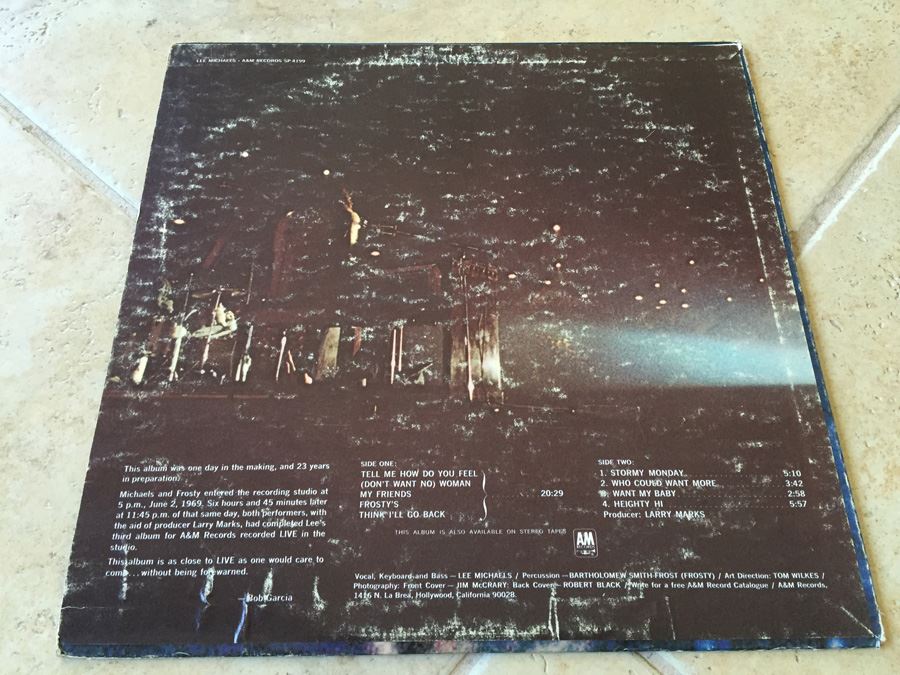 LEE MICHAELS · A&M RECORDS SP 4199
This album was one day in the making, and 23 years
in preparation.
Michaels and Frosty entered the recording studio at
5 p.m., June 2, 1969. Six hours and 45 minutes later
at 11:45 p.m. of that same day, both performers, with
the aid of producer Larry Marks, had completed Lee's
third album for A&M Records recorded LIVE in the
studio.
This album is as close to LIVE as one would care to
come...without being forewarned.
—Bob Garcia
SIDE ONE:
TELL ME HOW DO YOU FEEL
(DON'T WANT NO) WOMAN
MY FRIENDS
FROSTY'S
THINK I'LL GO BACK
20:29
SIDE TWO:
1. STORMY MONDAY 5:10
2. WHO COULD WANT MORE 3:42
3. WANT MY BABY 2:58
4. HEIGHTY HI 5:57
Producer: LARRY MARKS
THIS ALBUM IS ALSO AVAILABLE ON STEREO TAPE
AM
Vocal, Keyboard and Bass — LEE MICHAELS / Percussion — BARTHOLOMEW SMITH-FROST (FROSTY) / Art Direction: TOM WILKES /
Photography: Front Cover — JIM McCRARY: Back Cover — ROBERT BLACK / Write for a free A&M Record Catalogue / A&M Records,
1416 N. La Brea, Hollywood, California 90028.